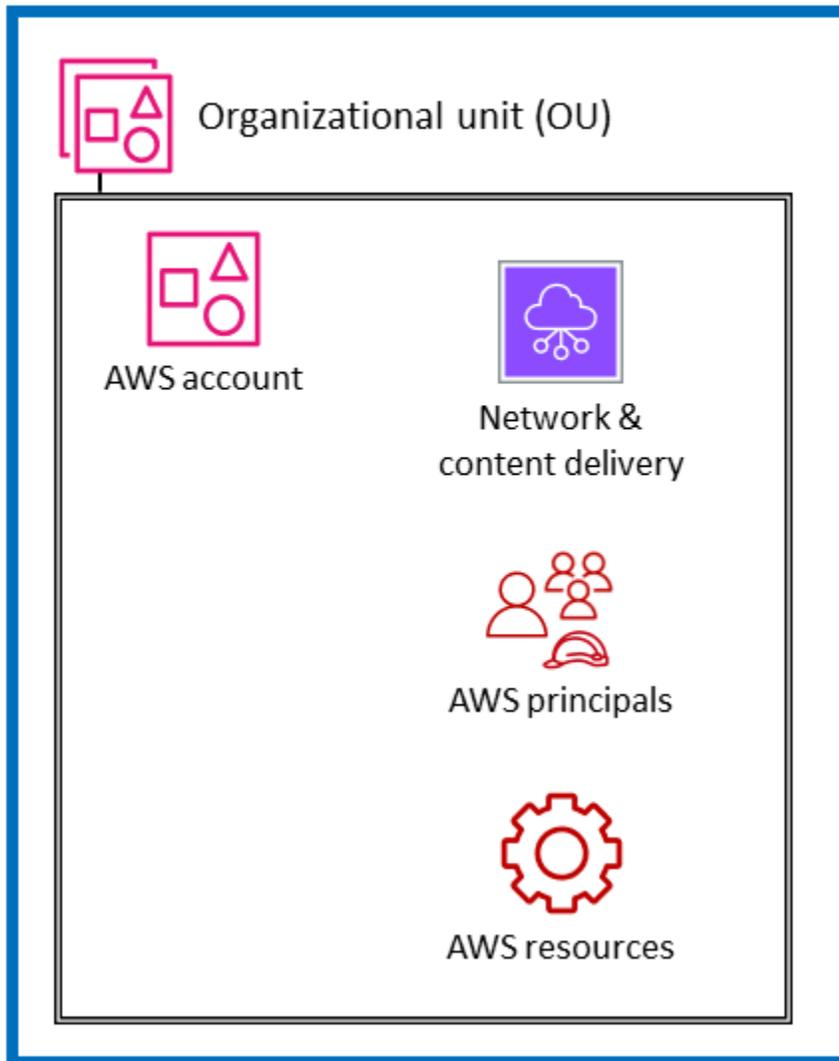 Organizational unit (OU)
AWS account
Network &
content delivery
AWS principals
AWS resources